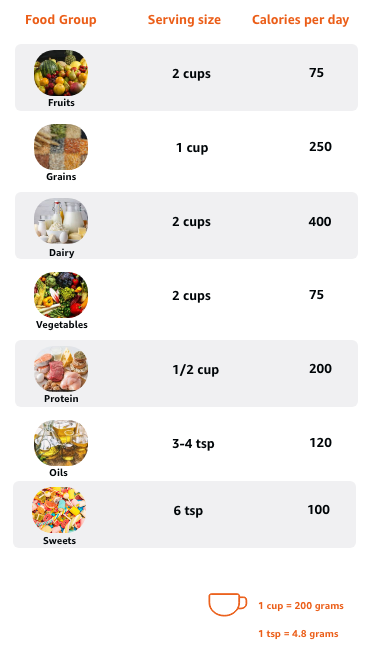 Food Group Serving size Calories per day
2 cups 75
Fruits
1 cup 250
Grains
2 cups 400
Dairy
2 cups 75
Vegetables
1/2 cup 200
Protein
3-4 tsp 120
Oils
6 tsp 100
Sweets
1 cup = 200 grams
1 tsp = 4.8 grams